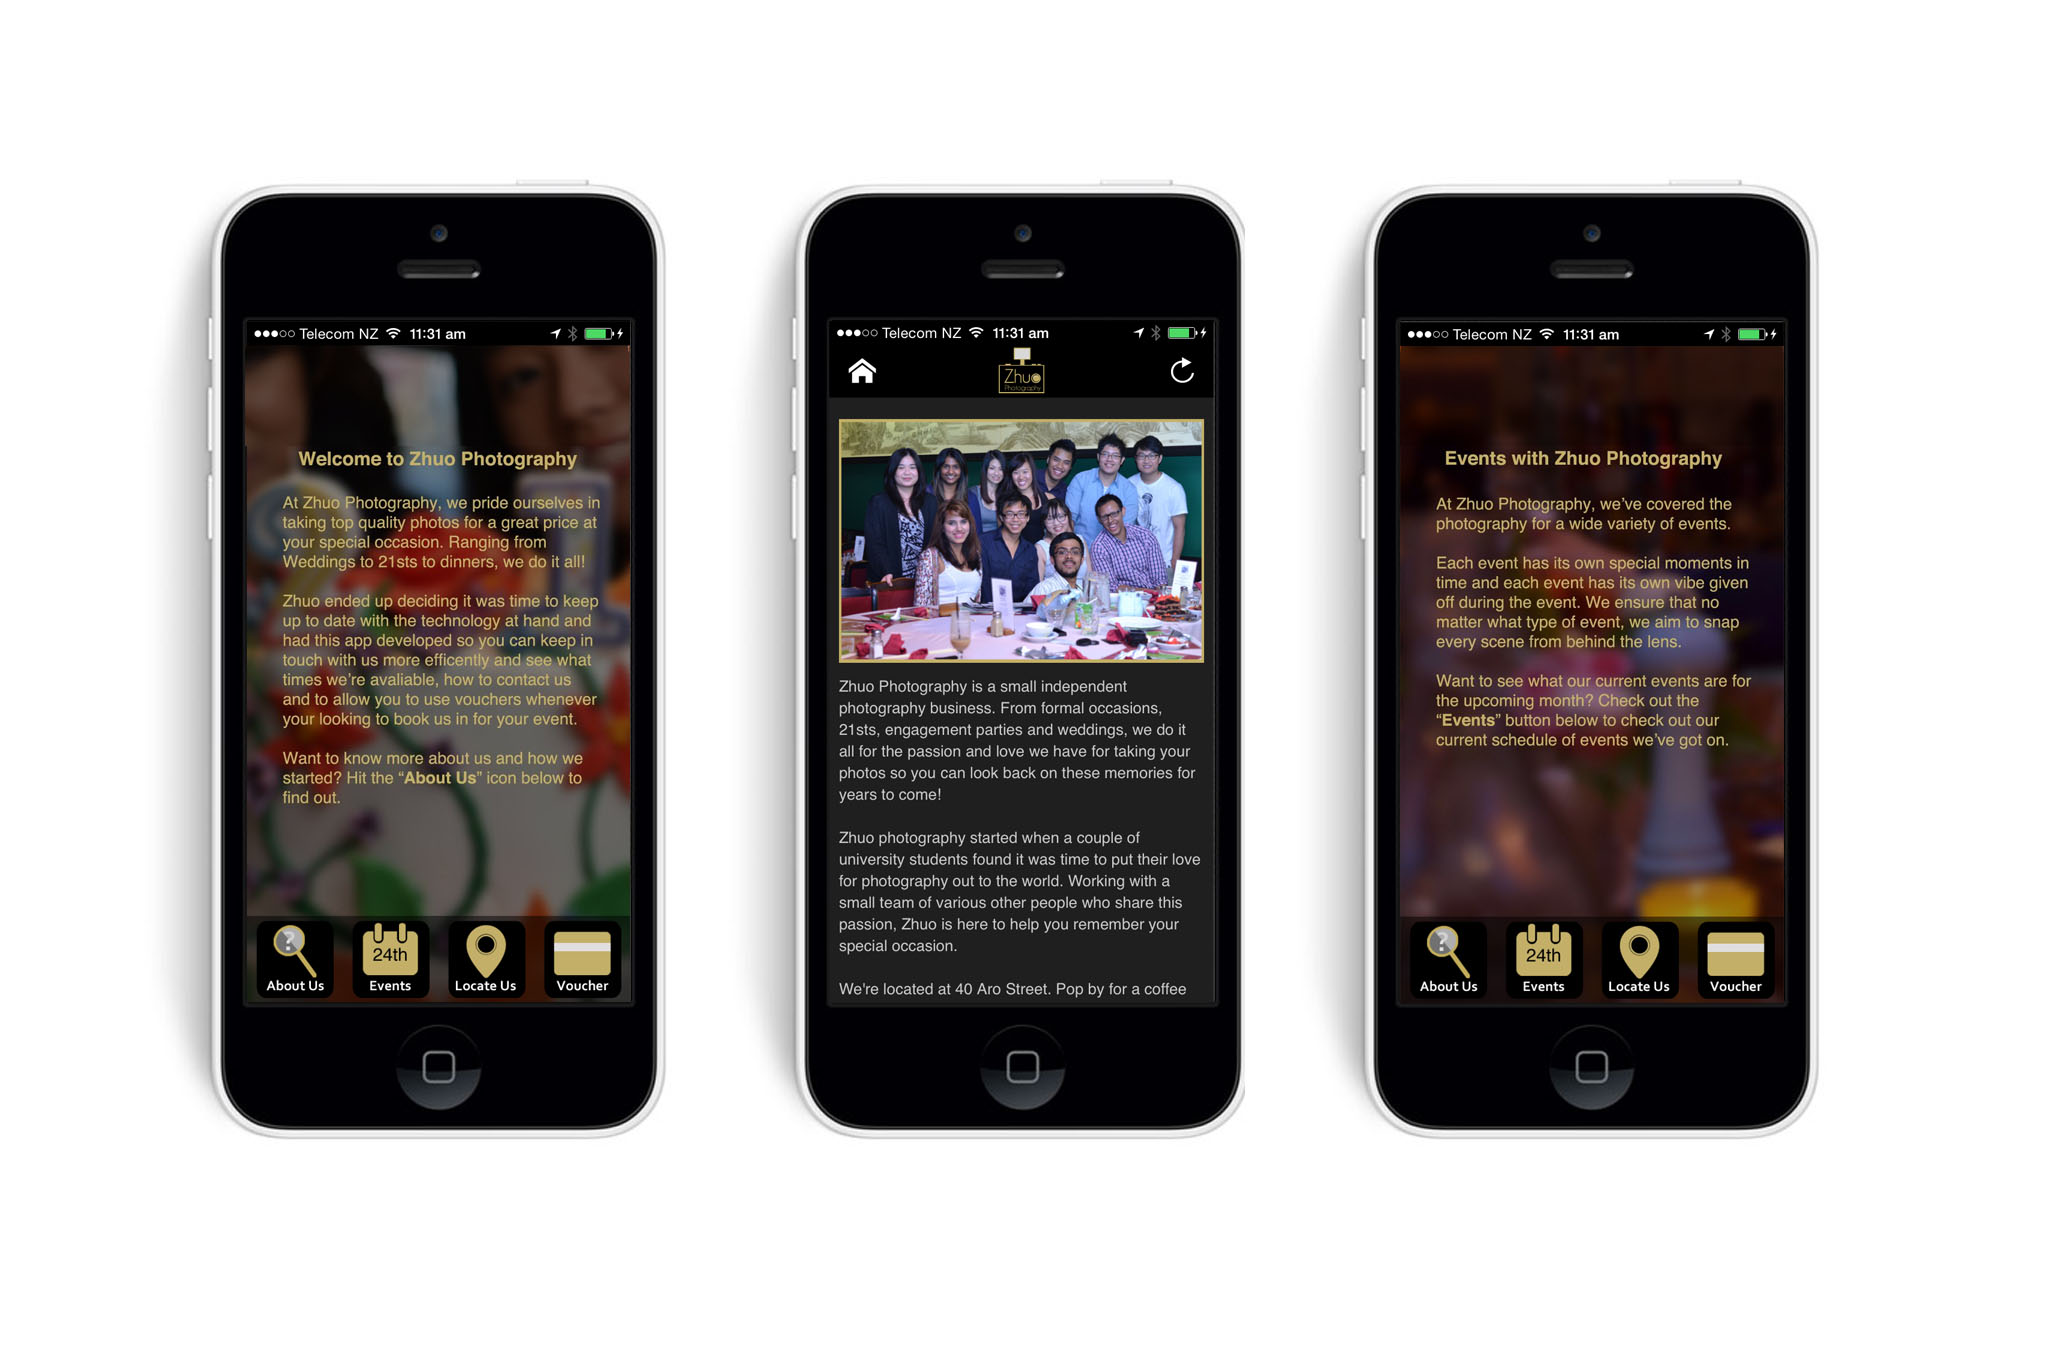 Telecom NZ 11:31 am
Welcome to Zhuo Photography
At Zhuo Photography, we pride ourselves in
taking top quality photos for a great price at
your special occasion. Ranging from
Weddings to 21sts to dinners, we do it all!
Zhuo ended up deciding it was time to keep
up to date with the technology at hand and
had this app developed so you can keep in
touch with us more efficently and see what
times we're avaliable, how to contact us
and to allow you to use vouchers whenever
your looking to book us in for your event.
Want to know more about us and how we
started? Hit the “About Us” icon below to
find out.
?
24th
About Us Events Locate Us Voucher
Telecom NZ 11:31 am
Zhuo
Photography
Zhuo Photography is a small independent
photography business. From formal occasions,
21sts, engagement parties and weddings, we do it
all for the passion and love we have for taking your
photos so you can look back on these memories for
years to come!
Zhuo photography started when a couple of
university students found it was time to put their love
for photography out to the world. Working with a
small team of various other people who share this
passion, Zhuo is here to help you remember your
special occasion.
We're located at 40 Aro Street. Pop by for a coffee
Telecom NZ 11:31 am
Events with Zhuo Photography
At Zhuo Photography, we've covered the
photography for a wide variety of events.
Each event has its own special moments in
time and each event has its own vibe given
off during the event. We ensure that no
matter what type of event, we aim to snap
every scene from behind the lens.
Want to see what our current events are for
the upcoming month? Check out the
“Events” button below to check out our
current schedule of events we've got on.
?
24th
About Us Events Locate Us Voucher